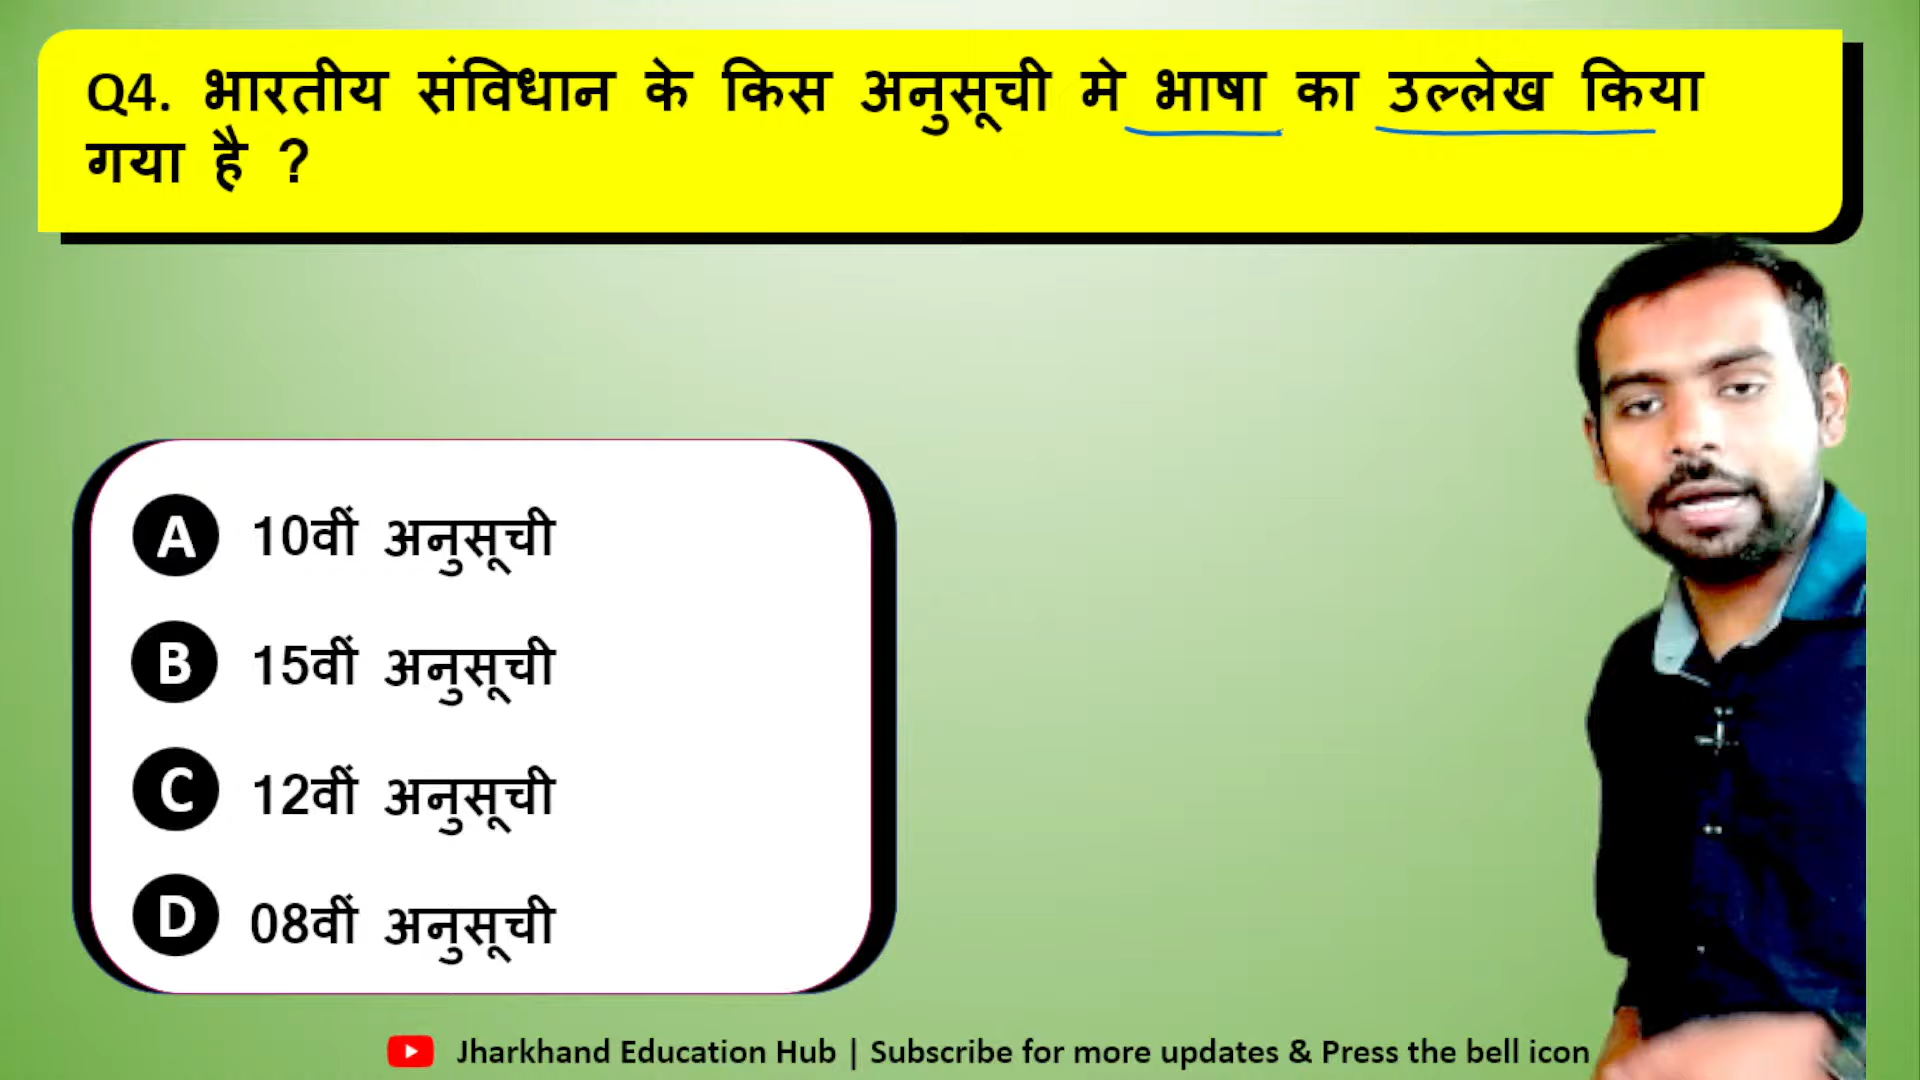 Q4. भारतीय संविधान के किस अनुसूची मे भाषा का उल्लेख किया
गया है ?
A 10वीं अनुसूची
B 15वीं अनुसूची
C 12वीं अनुसूची
D 08वीं अनुसूची
Jharkhand Education Hub | Subscribe for more updates & Press the bell icon